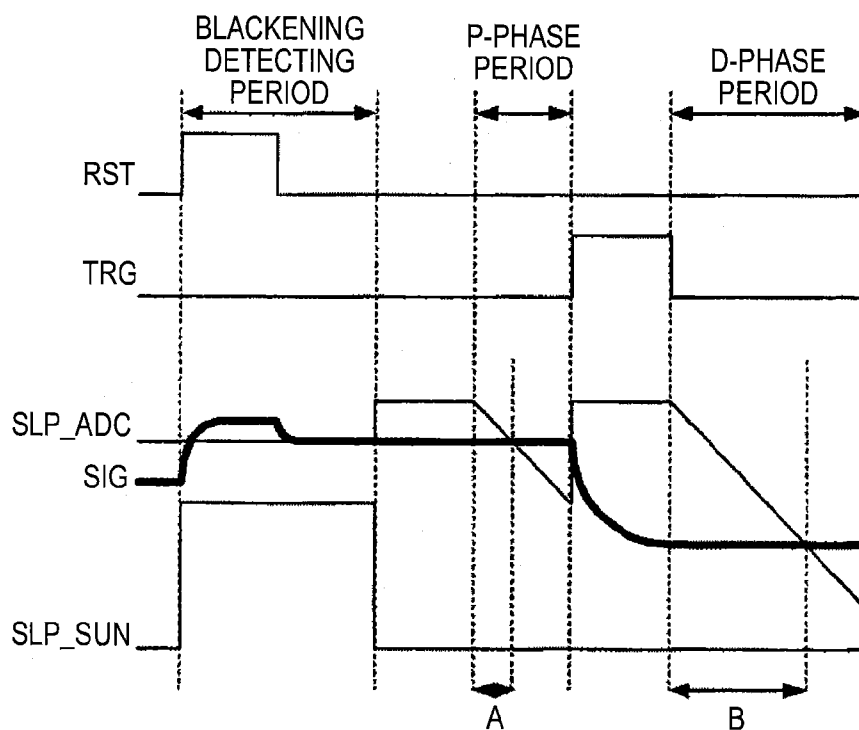 BLACKENING
DETECTING
PERIOD
P-PHASE
PERIOD
D-PHASE
PERIOD
RST
TRG
SLP_ADC
SIG
SLP_SUN
A
B